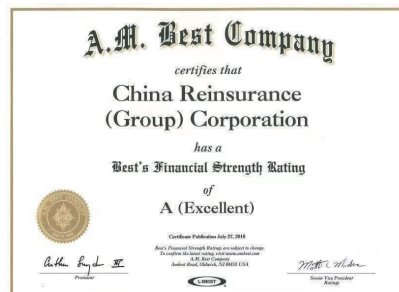 A.M. Best Company
certifies that
China Reinsurance
(Group) Corporation
has a
Best's Financial Strength Rating
of
A (Excellent)
Certificate Publication July 27, 2010
Best's Financial Strength Ratings are subject to change.
To confirm the latest rating, visit www.ambest.com
A.M. Best Company
Ambest Road, Oldwick, NJ 08858 USA
President
Senior Vice President
Ratings
BEST